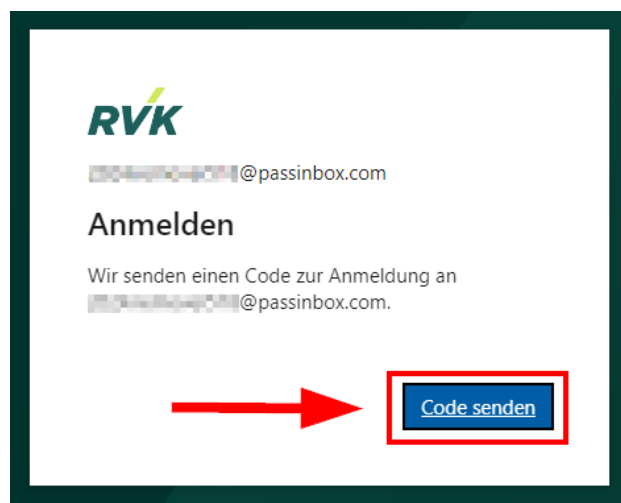 RVK
@passinbox.com
Anmelden
Wir senden einen Code zur Anmeldung an
@passinbox.com.
Code senden